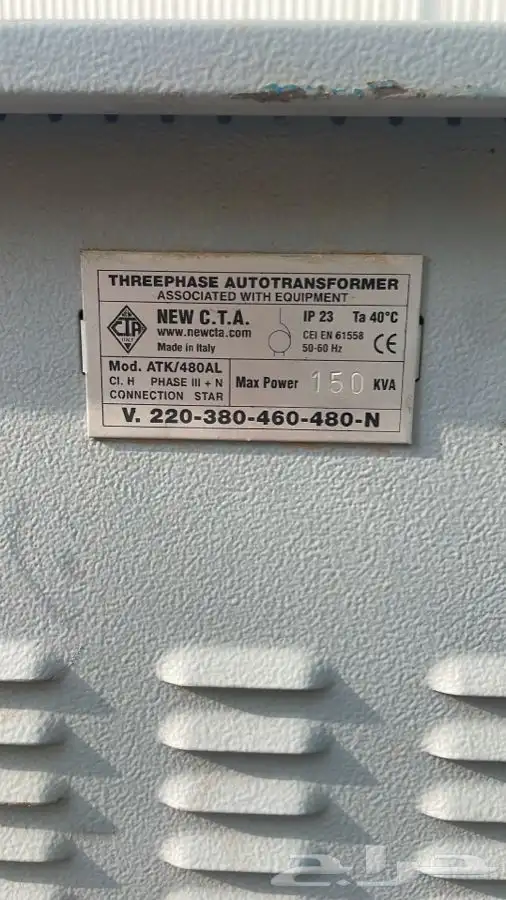 THREEPHASE AUTOTRANSFORMER
ASSOCIATED WITH EQUIPMENT
NEW CTA ITALY
NEW C.T.A.
www.newcta.com
Made in Italy
IP 23 Ta 40°C
CEI EN 61558
50-60 Hz
CE
Mod. ATK/480AL
Cl. H PHASE III + N
CONNECTION STAR
Max Power 150 KVA
V. 220-380-460-480-N
حراج